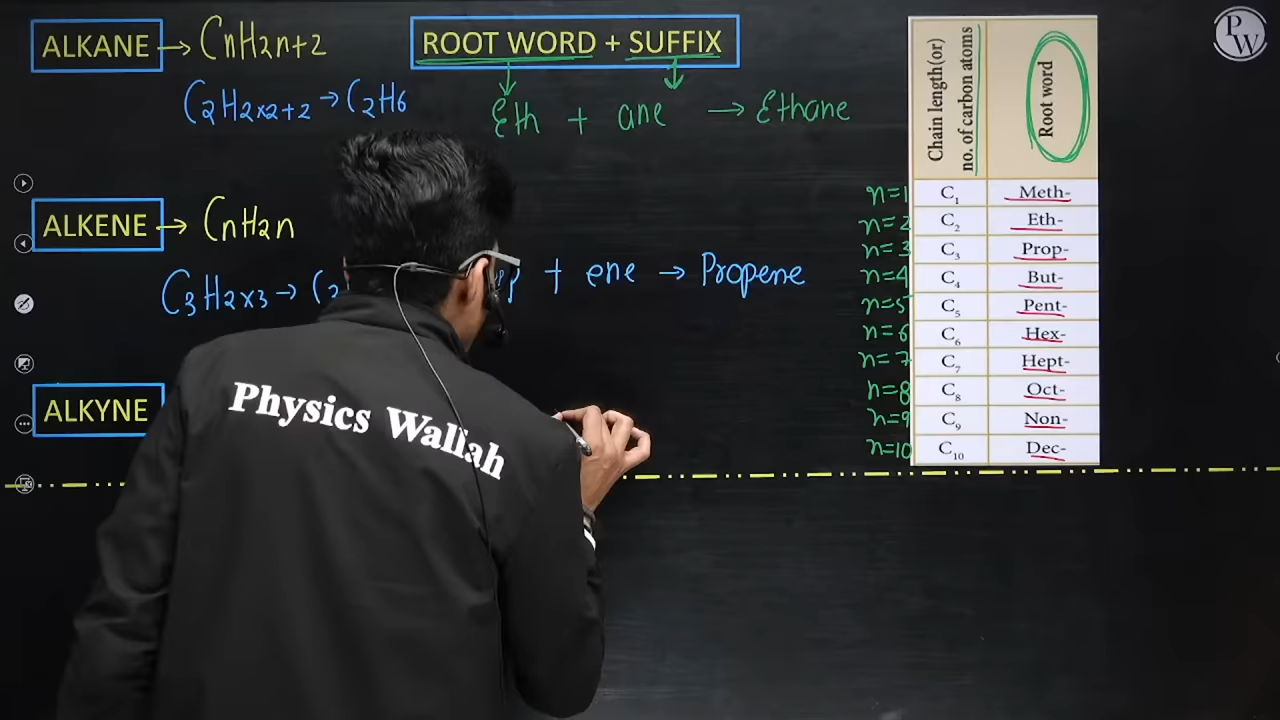 ALKANE → CnH2n+2
ROOT WORD + SUFFIX
C2H2x2+2 → C2H6
Eth + ane → Ethane
ALKENE → CnH2n
C3H2x3 →
+ ene → Propene
ALKYNE
Physics Wallah
PW
Chain length(or) no. of carbon atoms
Root word
n=1 C1 Meth-
n=2 C2 Eth-
n=3 C3 Prop-
n=4 C4 But-
n=5 C5 Pent-
n=6 C6 Hex-
n=7 C7 Hept-
n=8 C8 Oct-
n=9 C9 Non-
n=10 C10 Dec-